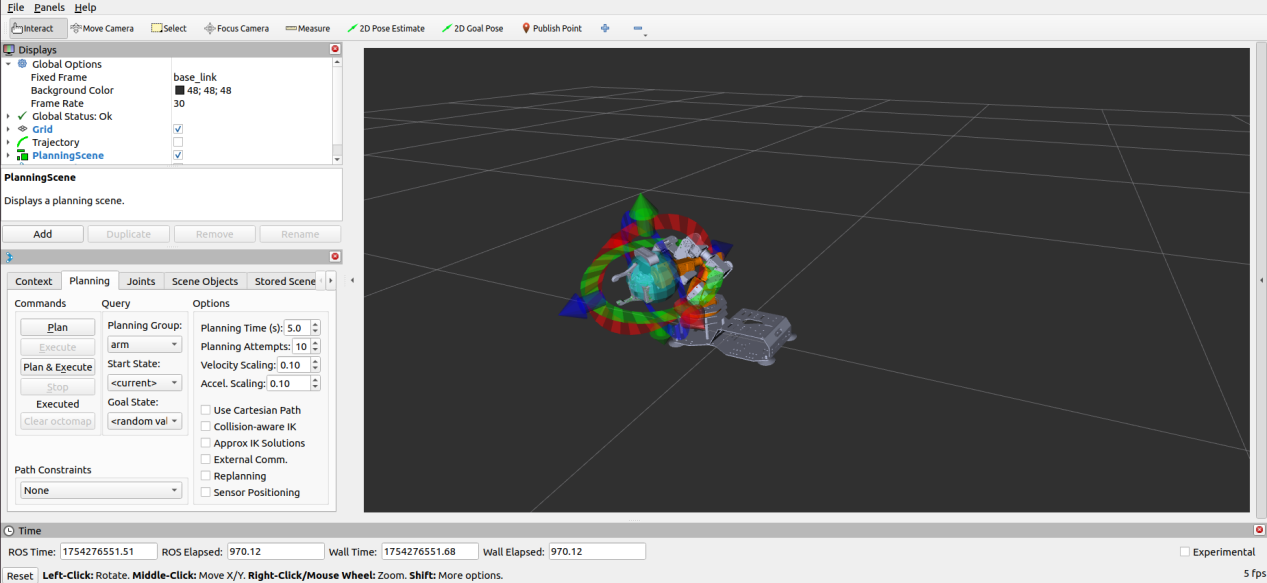 File Panels Help
Interact Move Camera Select Focus Camera Measure 2D Pose Estimate 2D Goal Pose Publish Point
Displays
Global Options
Fixed Frame base_link
Background Color 48; 48; 48
Frame Rate 30
Global Status: Ok
Grid
Trajectory
PlanningScene
PlanningScene
Displays a planning scene.
Add Duplicate Remove Rename
Context Planning Joints Scene Objects Stored Scene
Commands Query Options
Plan
Execute
Plan & Execute
Stop
Executed
Clear octomap
Planning Group:
arm
Start State:
<current>
Goal State:
<random val
Planning Time (s): 5.0
Planning Attempts: 10
Velocity Scaling: 0.10
Accel. Scaling: 0.10
Use Cartesian Path
Collision-aware IK
Approx IK Solutions
External Comm.
Replanning
Sensor Positioning
Path Constraints
None
Time
ROS Time: 1754276551.51 ROS Elapsed: 970.12 Wall Time: 1754276551.68 Wall Elapsed: 970.12 Experimental
Reset Left-Click: Rotate. Middle-Click: Move X/Y. Right-Click/Mouse Wheel: Zoom. Shift: More options. 5 fps